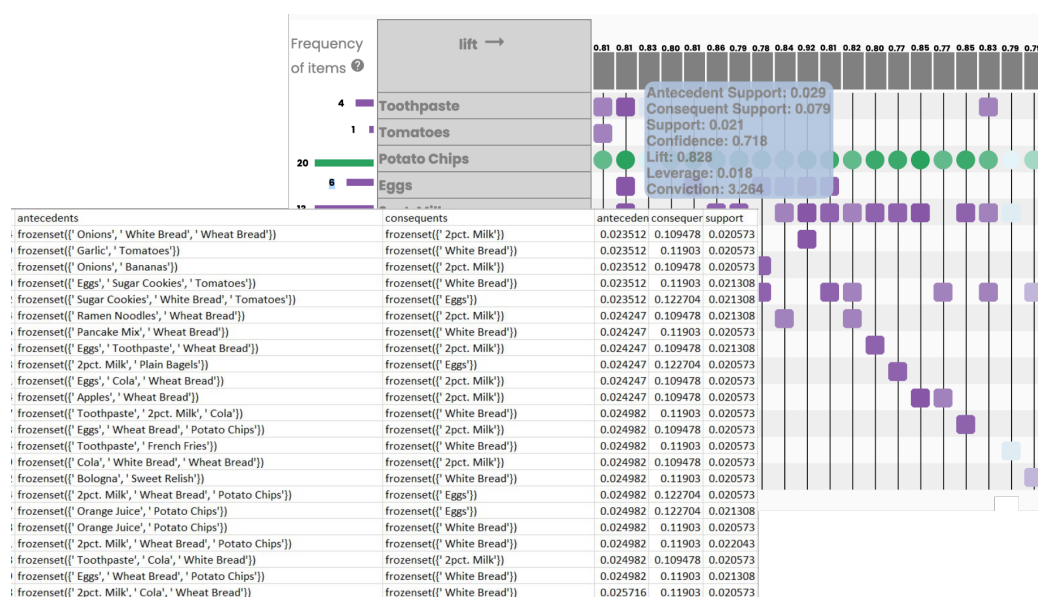 Frequency
of items ?
lift →
0.81 0.81 0.83 0.80 0.81 0.86 0.79 0.78 0.84 0.92 0.81 0.82 0.80 0.77 0.85 0.77 0.85 0.83 0.79
4 Toothpaste
1 Tomatoes
20 Potato Chips
6 Eggs
Antecedent Support: 0.029
Consequent Support: 0.079
Support: 0.021
Confidence: 0.718
Lift: 0.828
Leverage: 0.018
Conviction: 3.264
antecedents consequents anteceden consequer support
frozenset({' Onions', ' White Bread', ' Wheat Bread'}) frozenset({' 2pct. Milk'}) 0.023512 0.109478 0.020573
frozenset({' Garlic', ' Tomatoes'}) frozenset({' White Bread'}) 0.023512 0.11903 0.020573
frozenset({' Onions', ' Bananas'}) frozenset({' 2pct. Milk'}) 0.023512 0.109478 0.020573
frozenset({' Eggs', ' Sugar Cookies', ' Tomatoes'}) frozenset({' White Bread'}) 0.023512 0.11903 0.021308
frozenset({' Sugar Cookies', ' White Bread', ' Tomatoes'}) frozenset({' Eggs'}) 0.023512 0.122704 0.021308
frozenset({' Ramen Noodles', ' Wheat Bread'}) frozenset({' 2pct. Milk'}) 0.024247 0.109478 0.021308
frozenset({' Pancake Mix', ' Wheat Bread'}) frozenset({' White Bread'}) 0.024247 0.11903 0.020573
frozenset({' Eggs', ' Toothpaste', ' Wheat Bread'}) frozenset({' 2pct. Milk'}) 0.024247 0.109478 0.021308
frozenset({' 2pct. Milk', ' Plain Bagels'}) frozenset({' Eggs'}) 0.024247 0.122704 0.020573
frozenset({' Eggs', ' Cola', ' Wheat Bread'}) frozenset({' 2pct. Milk'}) 0.024247 0.109478 0.020573
frozenset({' Apples', ' Wheat Bread'}) frozenset({' 2pct. Milk'}) 0.024247 0.109478 0.020573
frozenset({' Toothpaste', ' 2pct. Milk', ' Cola'}) frozenset({' White Bread'}) 0.024982 0.11903 0.020573
frozenset({' Eggs', ' Wheat Bread', ' Potato Chips'}) frozenset({' 2pct. Milk'}) 0.024982 0.109478 0.020573
frozenset({' Toothpaste', ' French Fries'}) frozenset({' White Bread'}) 0.024982 0.11903 0.020573
frozenset({' Cola', ' White Bread', ' Wheat Bread'}) frozenset({' 2pct. Milk'}) 0.024982 0.109478 0.020573
frozenset({' Bologna', ' Sweet Relish'}) frozenset({' White Bread'}) 0.024982 0.11903 0.020573
frozenset({' 2pct. Milk', ' Wheat Bread', ' Potato Chips'}) frozenset({' Eggs'}) 0.024982 0.122704 0.020573
frozenset({' Orange Juice', ' Potato Chips'}) frozenset({' Eggs'}) 0.024982 0.122704 0.021308
frozenset({' Orange Juice', ' Potato Chips'}) frozenset({' White Bread'}) 0.024982 0.11903 0.020573
frozenset({' 2pct. Milk', ' Wheat Bread', ' Potato Chips'}) frozenset({' White Bread'}) 0.024982 0.11903 0.022043
frozenset({' Toothpaste', ' Cola', ' White Bread'}) frozenset({' 2pct. Milk'}) 0.024982 0.109478 0.020573
frozenset({' Eggs', ' Wheat Bread', ' Potato Chips'}) frozenset({' White Bread'}) 0.024982 0.11903 0.021308
frozenset({' 2pct. Milk', ' Cola', ' Wheat Bread'}) frozenset({' White Bread'}) 0.025716 0.11903 0.020573